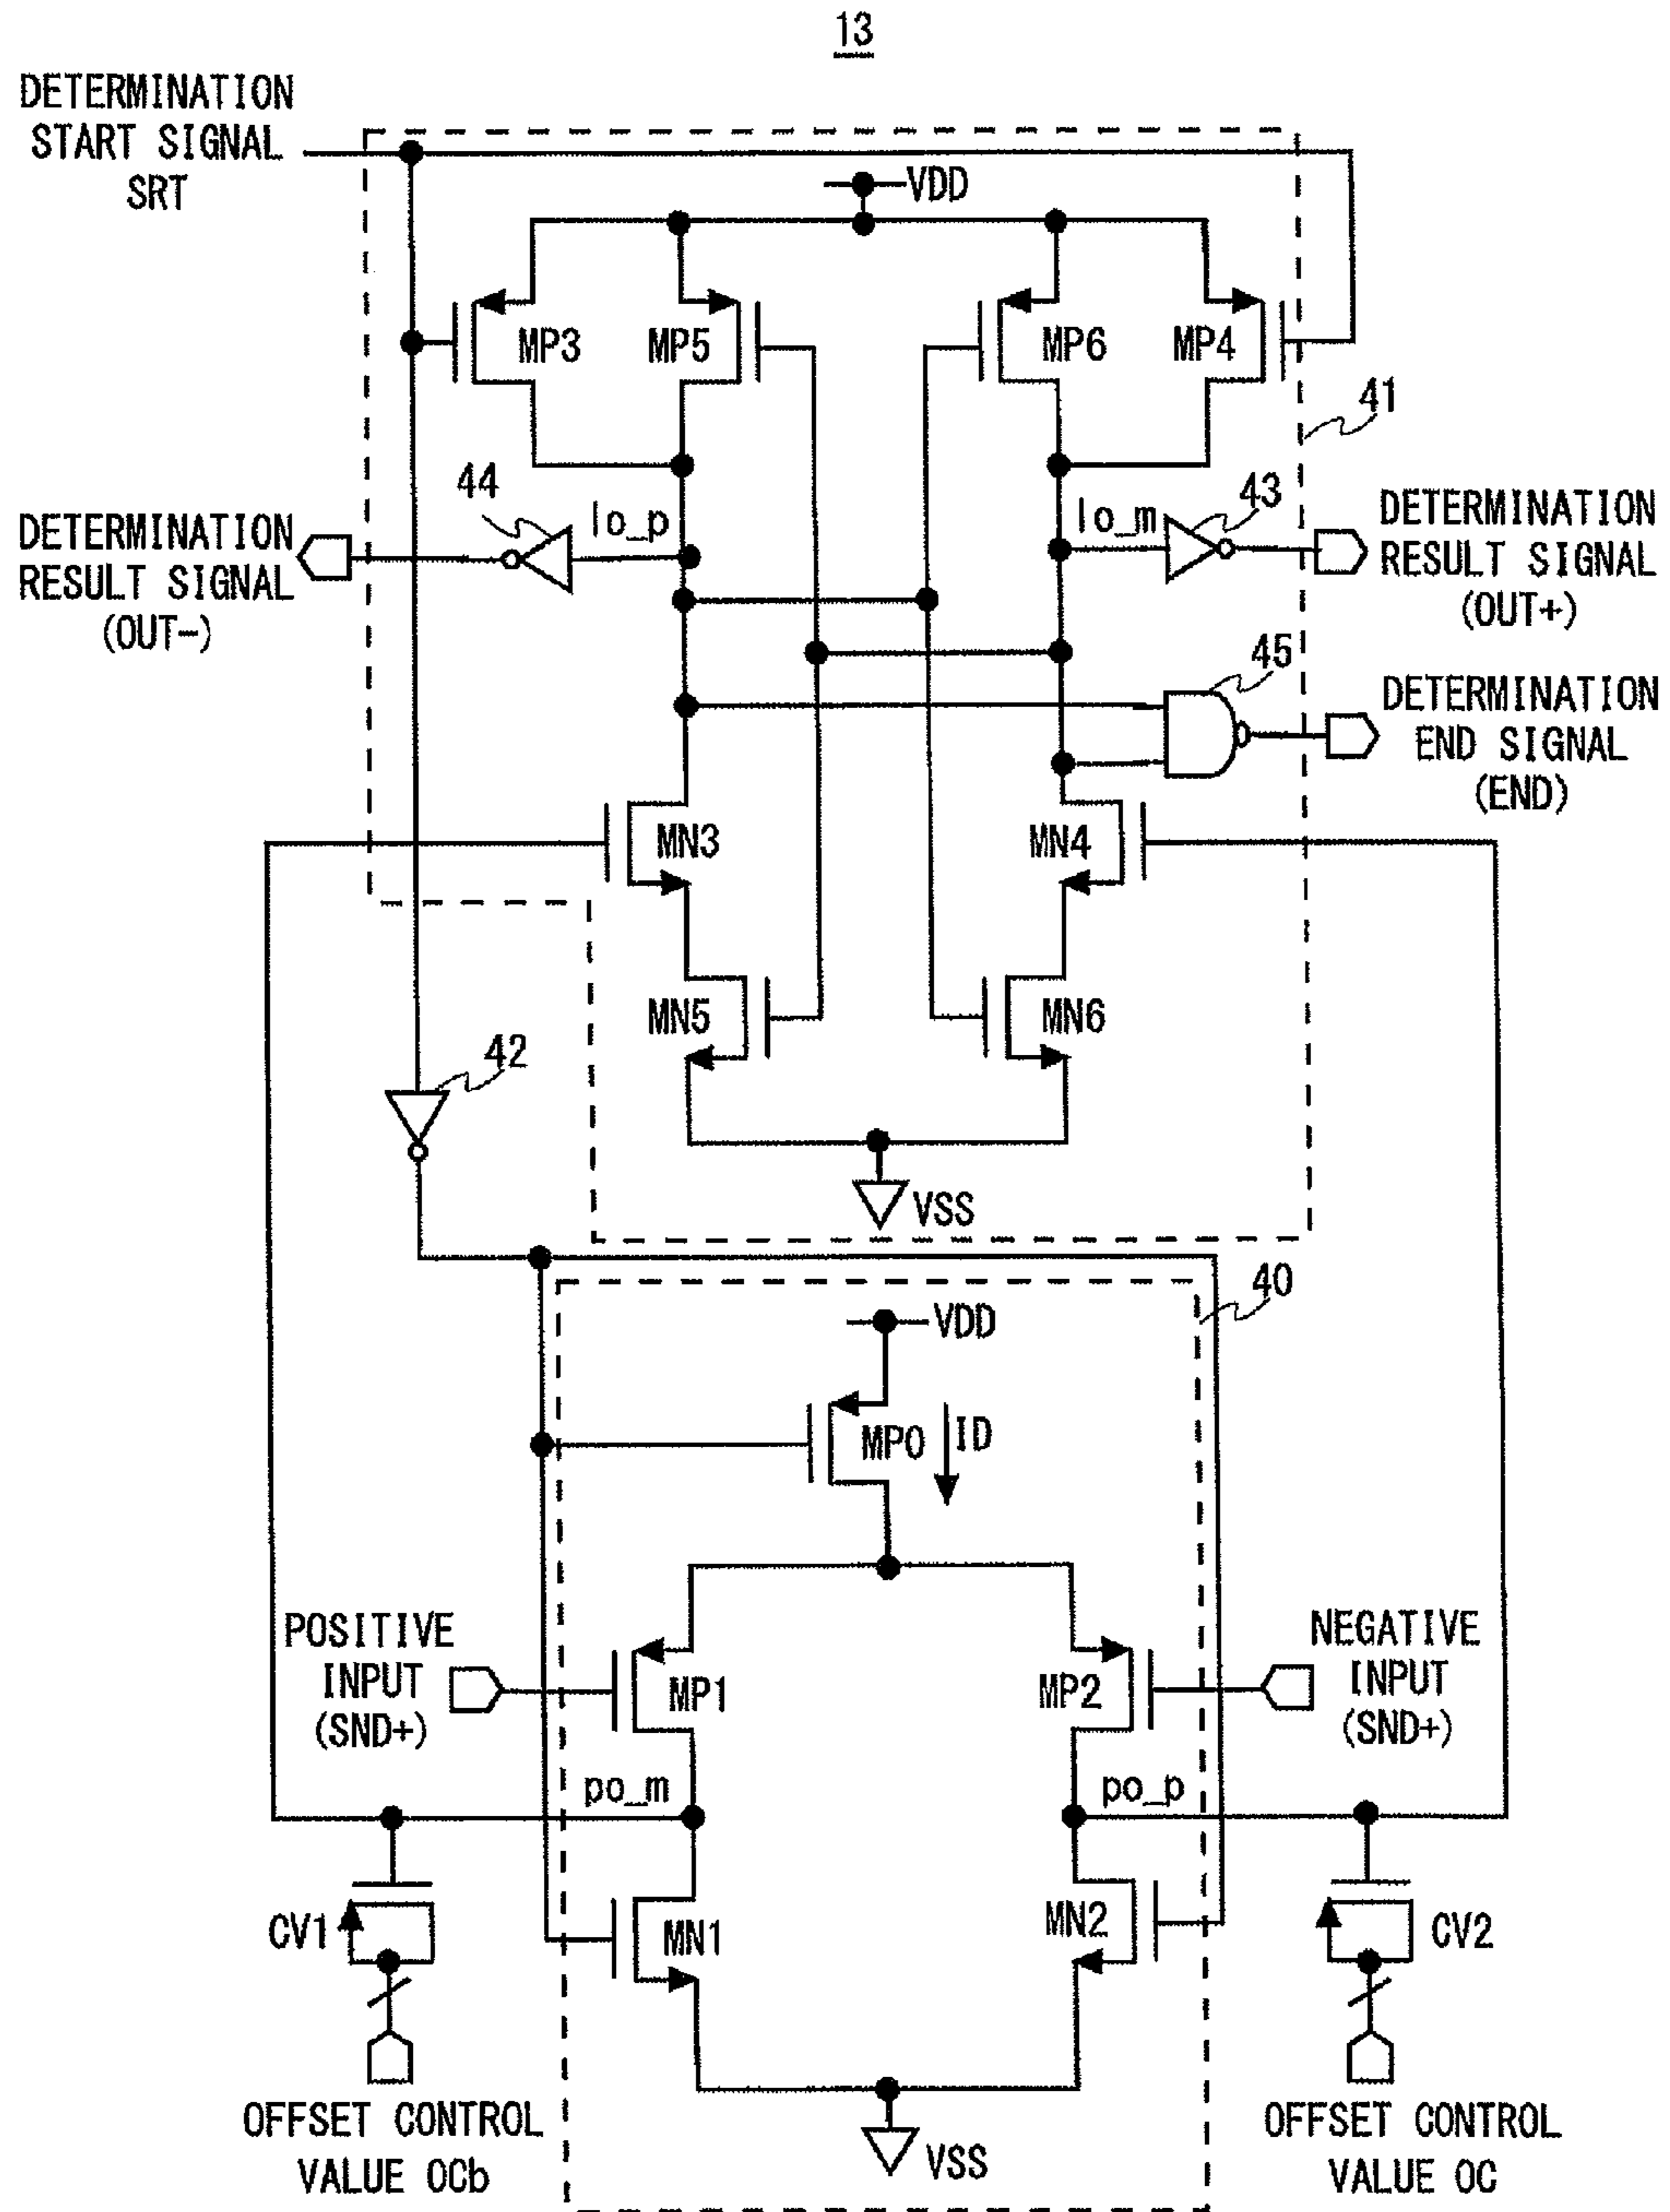 13
DETERMINATION
START SIGNAL
SRT
VDD
MP3
MP5
MP6
MP4
41
44
lo_p
lo_m
43
DETERMINATION
RESULT SIGNAL
(OUT-)
DETERMINATION
RESULT SIGNAL
(OUT+)
45
DETERMINATION
END SIGNAL
(END)
MN3
MN4
MN5
MN6
42
VSS
40
VDD
MP0
ID
POSITIVE
INPUT
(SND+)
MP1
MP2
NEGATIVE
INPUT
(SND+)
po_m
po_p
CV1
MN1
MN2
CV2
OFFSET CONTROL
VALUE OCb
VSS
OFFSET CONTROL
VALUE OC